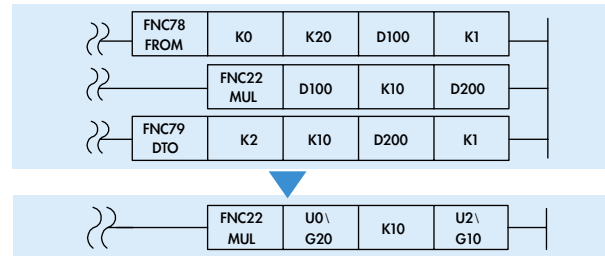 FNC78
FROM K0 K20 D100 K1
FNC22
MUL D100 K10 D200
FNC79
DTO K2 K10 D200 K1
FNC22 U0\ K10 U2\
MUL G20 G10